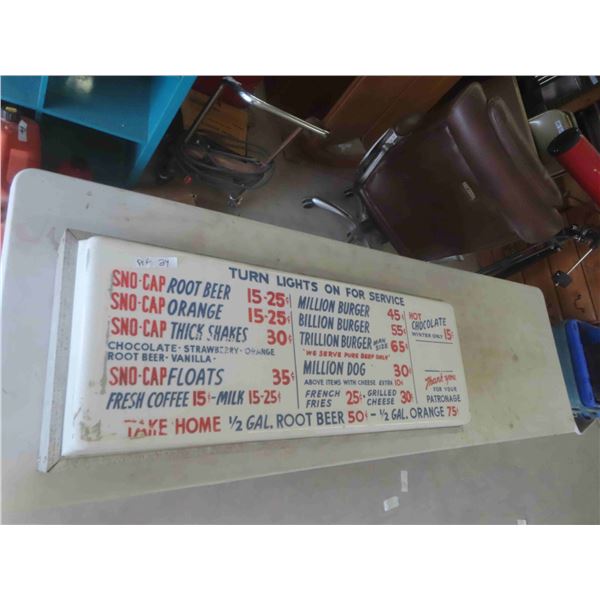 TURN LIGHTS ON FOR SERVICE
SNO-CAP ROOT BEER 15-25¢
SNO-CAP ORANGE 15-25¢
SNO-CAP THICK SHAKES 30¢
CHOCOLATE - STRAWBERRY - ORANGE
ROOT BEER - VANILLA -
SNO-CAP FLOATS 35¢
FRESH COFFEE 15¢ - MILK 15-25¢
MILLION BURGER 45¢
BILLION BURGER 55¢
TRILLION BURGER MAN SIZE 65¢
"WE SERVE PURE BEEF ONLY"
MILLION DOG 30¢
ABOVE ITEMS WITH CHEESE EXTRA 10¢
FRENCH FRIES 25¢ - GRILLED CHEESE 30¢
HOT
CHOCOLATE
WINTER ONLY 15¢
Thank you
FOR YOUR
PATRONAGE
TAKE HOME ½ GAL. ROOT BEER 50¢ - ½ GAL. ORANGE 75¢